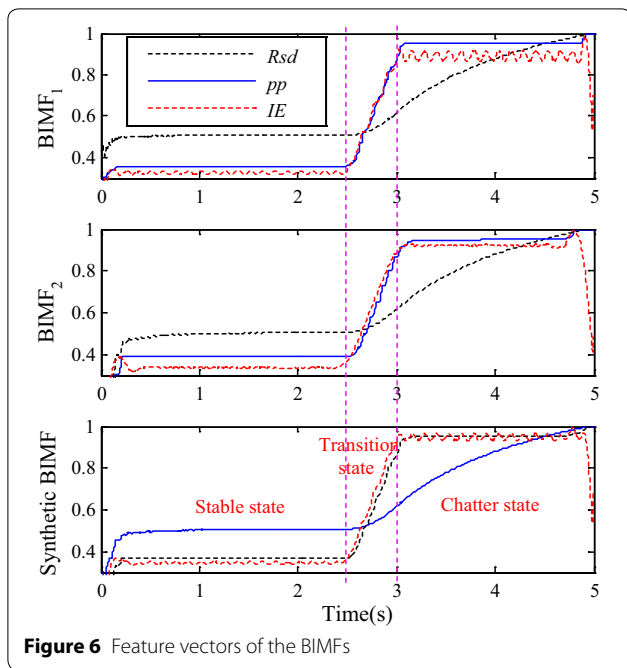 1
0.8
0.6
0.4
BIMF1
Rsd
pp
IE
0 1 2 3 4 5
1
0.8
0.6
0.4
BIMF2
0 1 2 3 4 5
1
0.8
0.6
0.4
Synthetic BIMF
Transition
state
Stable state
Chatter state
0 1 2 3 4 5
Time(s)
Figure 6 Feature vectors of the BIMFs